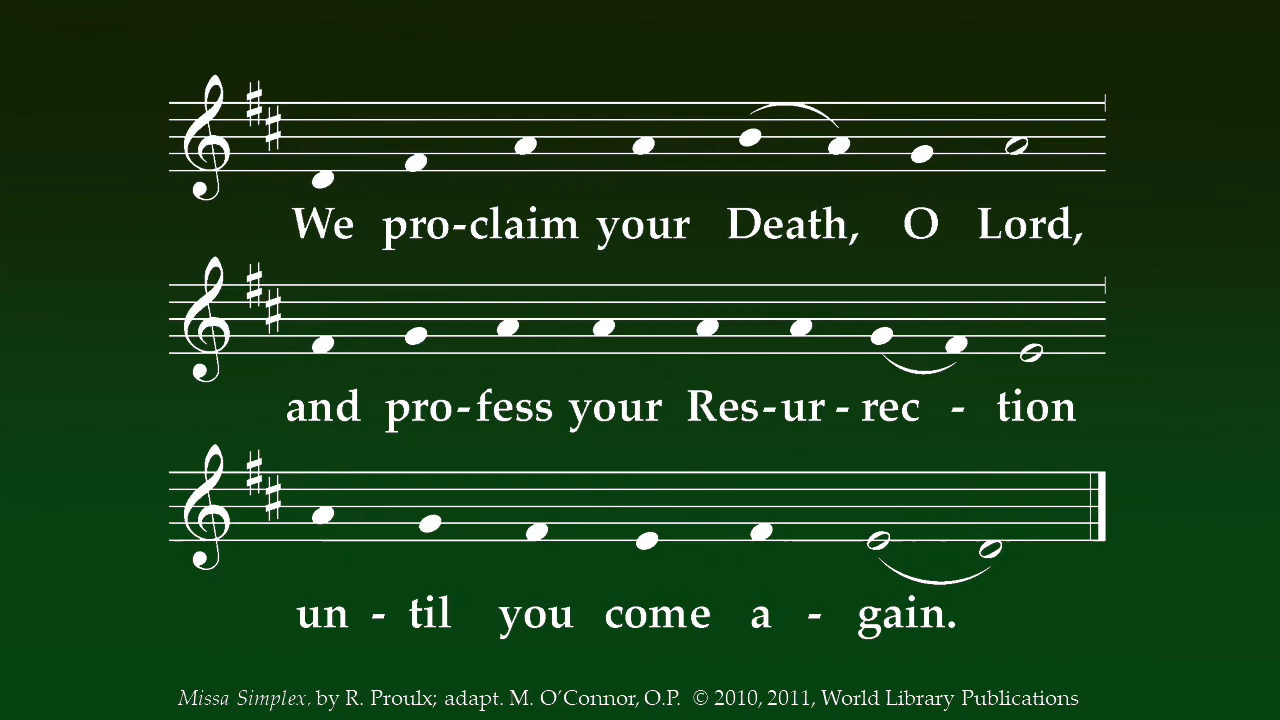 We pro-claim your Death, O Lord,
and pro-fess your Res-ur-rec - tion
un - til you come a - gain.
Missa Simplex, by R. Proulx; adapt. M. O'Connor, O.P. © 2010, 2011, World Library Publications